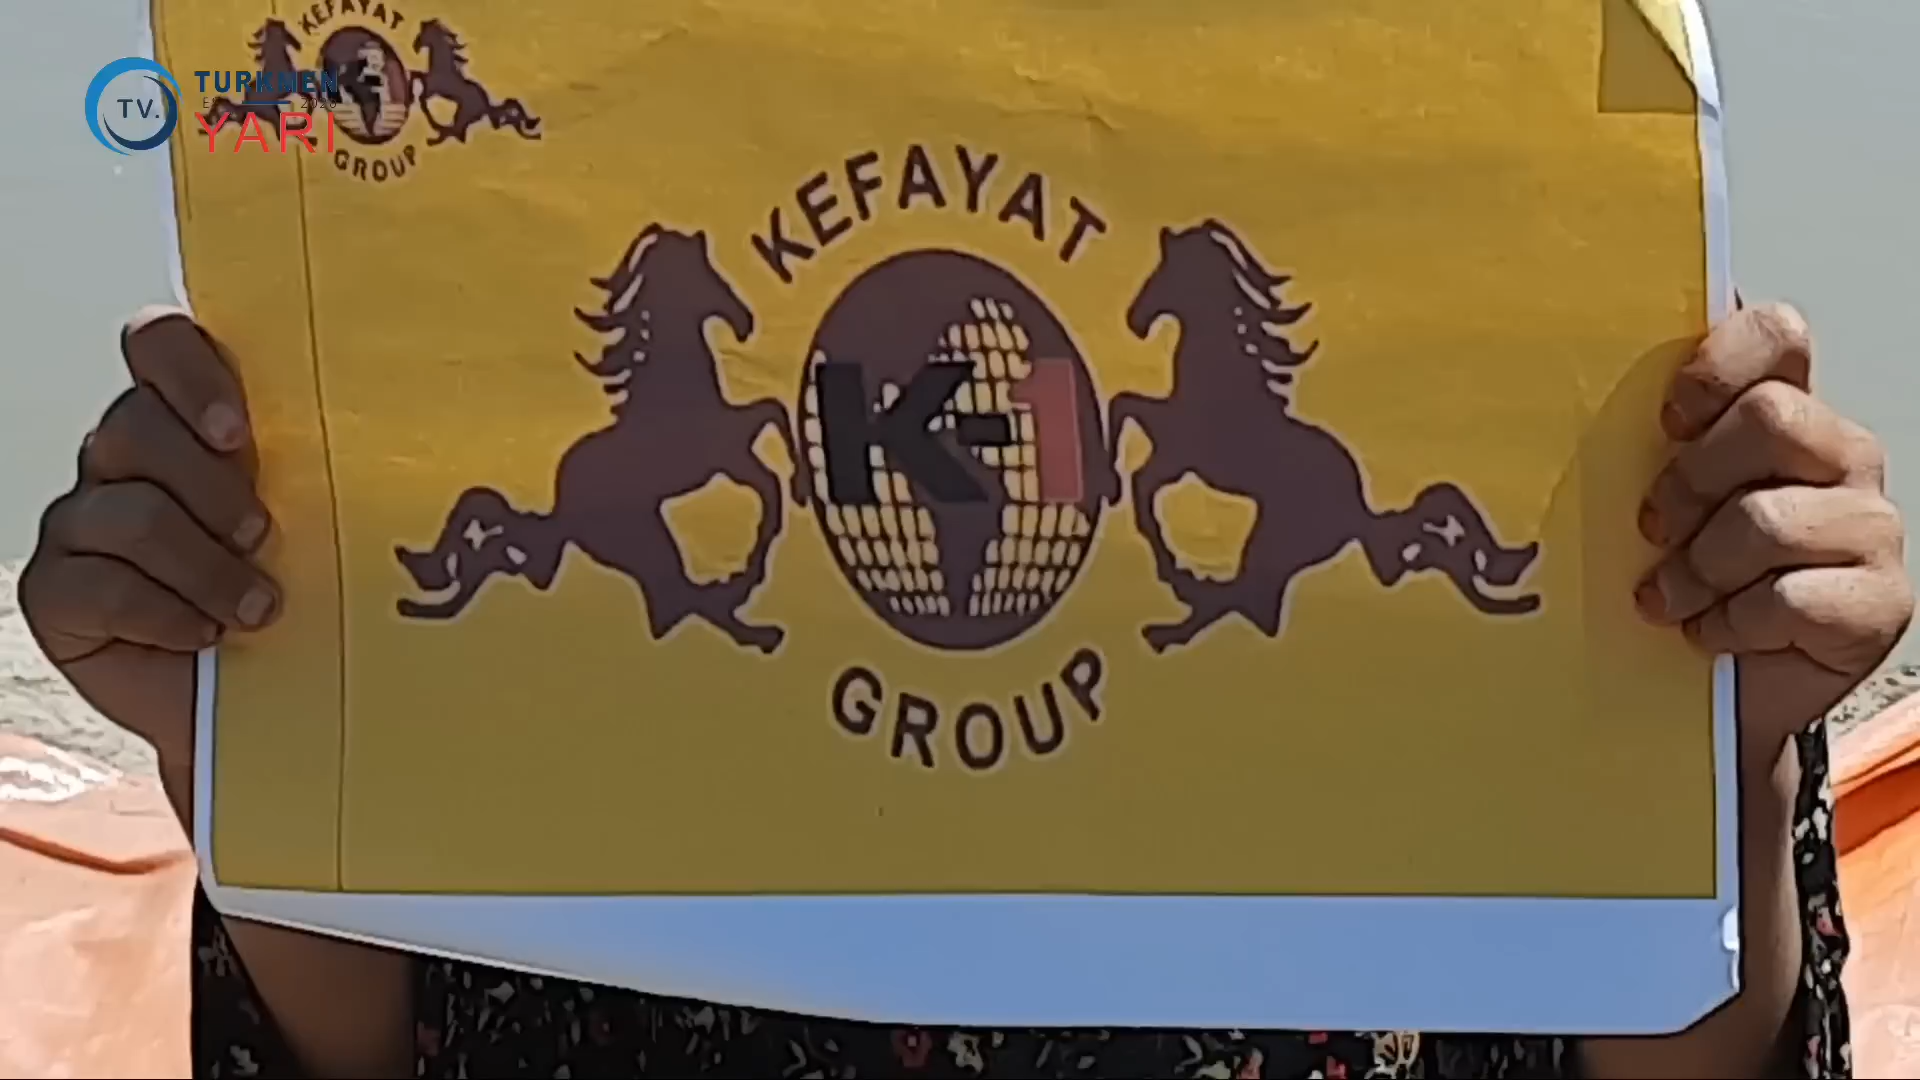 KEFAYAT
GROUP
TV.
TURKMEN
YARI
KEFAYAT
K-1
GROUP